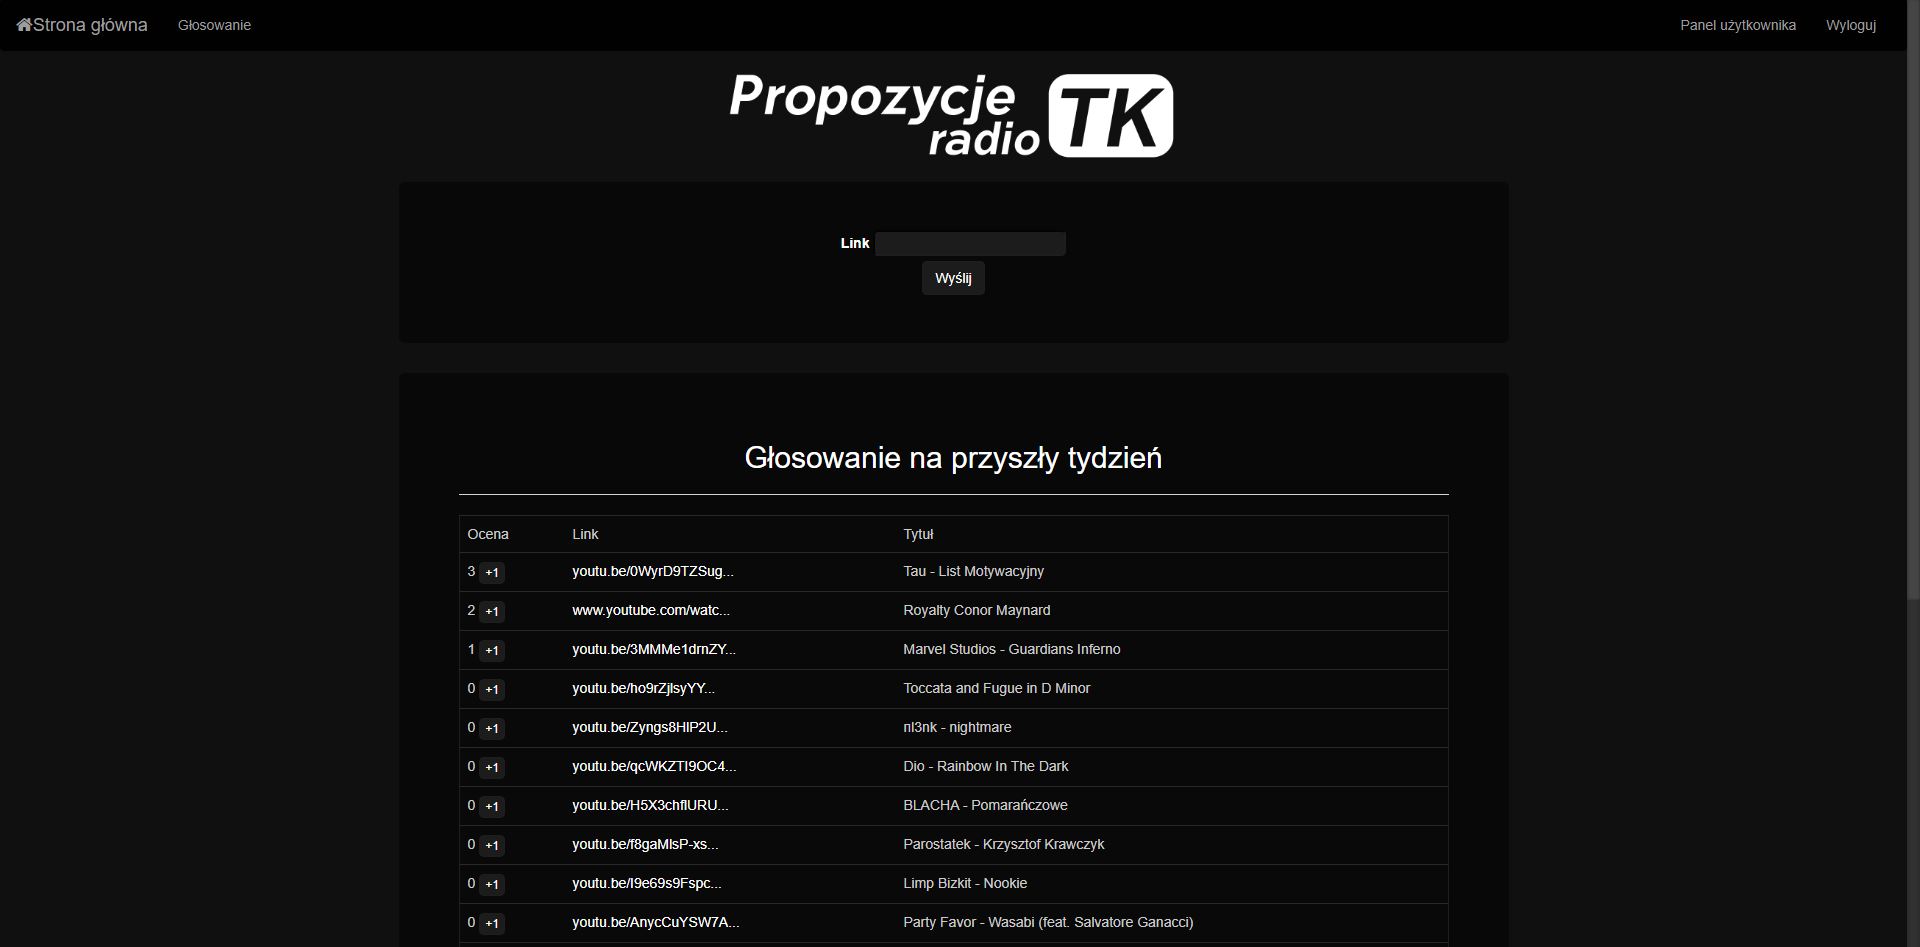 Strona główna Głosowanie Panel użytkownika Wyloguj
Propozycje
radio TK
Link
Wyślij
Głosowanie na przyszły tydzień
Ocena Link Tytuł
3 +1 youtu.be/0WyrD9TZSug... Tau - List Motywacyjny
2 +1 www.youtube.com/watc... Royalty Conor Maynard
1 +1 youtu.be/3MMMe1drnZY... Marvel Studios - Guardians Inferno
0 +1 youtu.be/ho9rZjlsyYY... Toccata and Fugue in D Minor
0 +1 youtu.be/Zyngs8HlP2U... nl3nk - nightmare
0 +1 youtu.be/qcWKZTI9OC4... Dio - Rainbow In The Dark
0 +1 youtu.be/H5X3chflURU... BLACHA - Pomarańczowe
0 +1 youtu.be/f8gaMlsP-xs... Parostatek - Krzysztof Krawczyk
0 +1 youtu.be/I9e69s9Fspc... Limp Bizkit - Nookie
0 +1 youtu.be/AnycCuYSW7A... Party Favor - Wasabi (feat. Salvatore Ganacci)